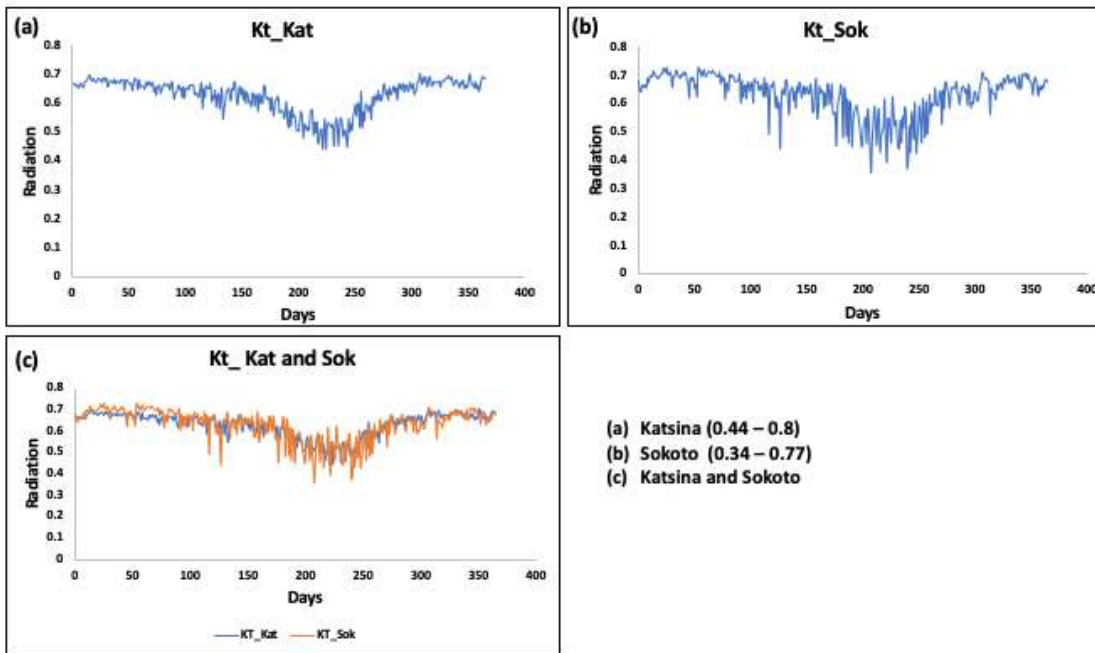 (a)
Kt_Kat
0.8
0.7
0.6
0.5
0.4
0.3
0.2
0.1
0
Radiation
0 50 100 150 200 250 300 350 400
Days
(b)
Kt_Sok
0.8
0.7
0.6
0.5
0.4
0.3
0.2
0.1
0
Radiation
0 50 100 150 200 250 300 350 400
Days
(c)
Kt_ Kat and Sok
0.8
0.7
0.6
0.5
0.4
0.3
0.2
0.1
0
Radiation
0 50 100 150 200 250 300 350 400
Days
KT_Kat KT_Sok
(a) Katsina (0.44 – 0.8)
(b) Sokoto (0.34 – 0.77)
(c) Katsina and Sokoto